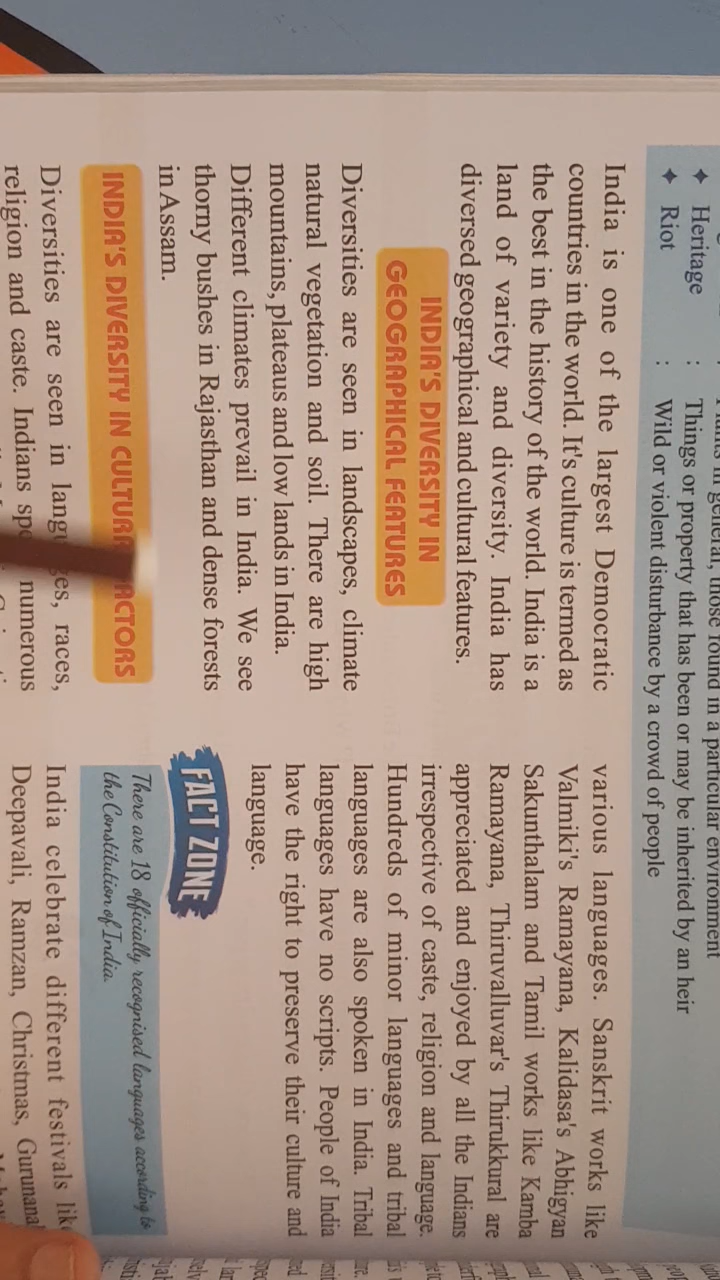 in general, those found in a particular environment
✦ Heritage : Things or property that has been or may be inherited by an heir
✦ Riot : Wild or violent disturbance by a crowd of people
India is one of the largest Democratic
countries in the world. It's culture is termed as
the best in the history of the world. India is a
land of variety and diversity. India has
diversed geographical and cultural features.
INDIA'S DIVERSITY IN
GEOGRAPHICAL FEATURES
Diversities are seen in landscapes, climate
natural vegetation and soil. There are high
mountains, plateaus and low lands in India.
Different climates prevail in India. We see
thorny bushes in Rajasthan and dense forests
in Assam.
INDIA'S DIVERSITY IN
Diversities are seen in races,
religion and caste. Indians numerous
various languages. Sanskrit works like
Valmiki's Ramayana, Kalidasa's Abhigyan
Sakunthalam and Tamil works like Kamba
Ramayana, Thiruvalluvar's Thirukkural are
appreciated and enjoyed by all the Indians
irrespective of caste, religion and language.
Hundreds of minor languages and tribal
languages are also spoken in India. Tribal
languages have no scripts. People of India
have the right to preserve their culture and
language.
FACT ZONE
There are 18 officially recognised languages according to
the Constitution of India.
India celebrate different festivals like
Deepavali, Ramzan, Christmas,